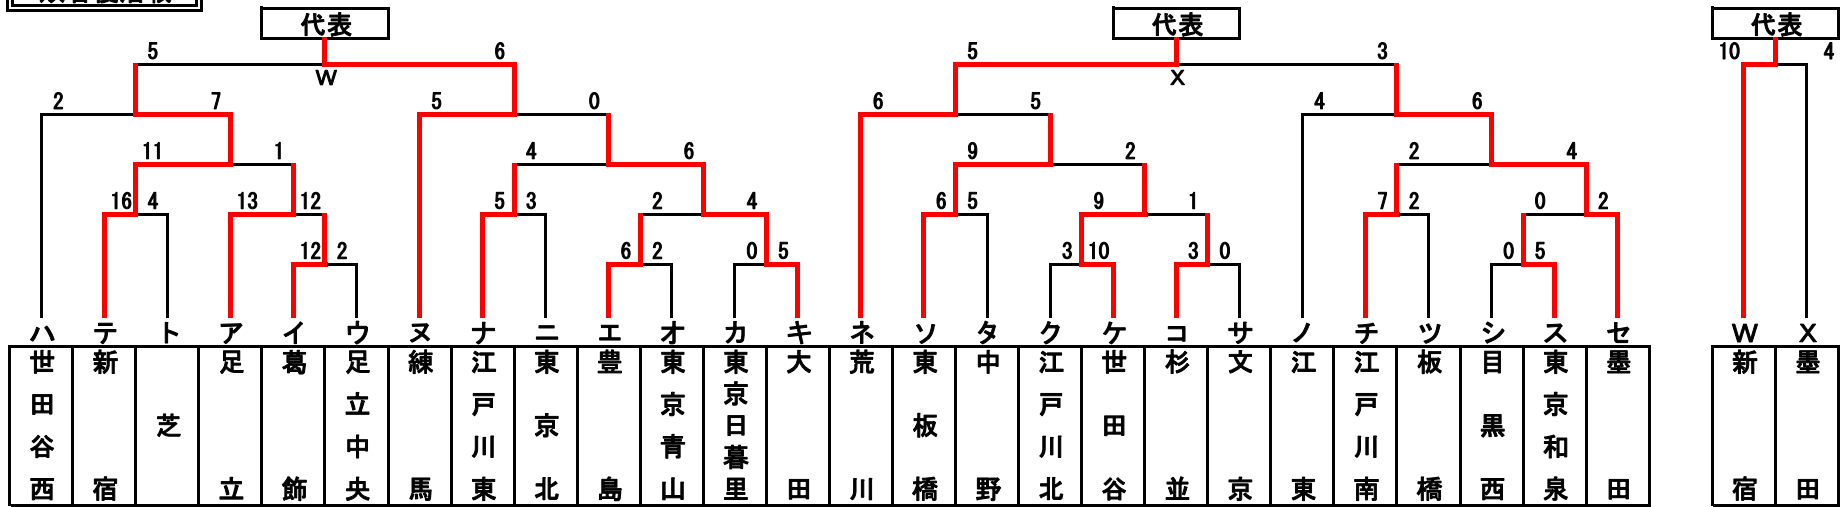 代表 代表 代表
5 6 5 3 10 4
W X
2 7 5 0 6 5 4 6
11 1 4 6 9 2 2 4
16 4 13 12 5 3 2 4 6 5 9 1 7 2 0 2
12 2 6 2 0 5 3 10 3 0 0 5
ハ テ ト ア イ ウ ヌ ナ ニ エ オ カ キ ネ ソ タ ク ケ コ サ ノ チ ツ シ ス セ W X
世田谷西
新宿
芝
足立
葛飾
足立中央
練馬
江戸川東
東京北
豊島
東京青山
東京日暮里
大田
荒川
東板橋
中野
江戸川北
世田谷
杉並
文京
江東
江戸川南
板橋
目黒西
東京和泉
墨田
新宿
墨田